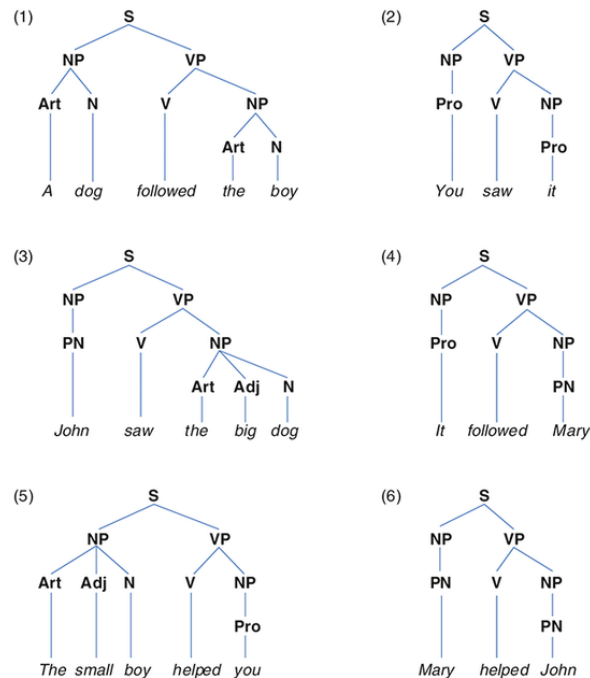 (1) S
NP VP
Art N V NP
Art N
A dog followed the boy
(2) S
NP VP
Pro V NP
Pro
You saw it
(3) S
NP VP
PN V NP
Art Adj N
John saw the big dog
(4) S
NP VP
Pro V NP
PN
It followed Mary
(5) S
NP VP
Art Adj N V NP
Pro
The small boy helped you
(6) S
NP VP
PN V NP
PN
Mary helped John